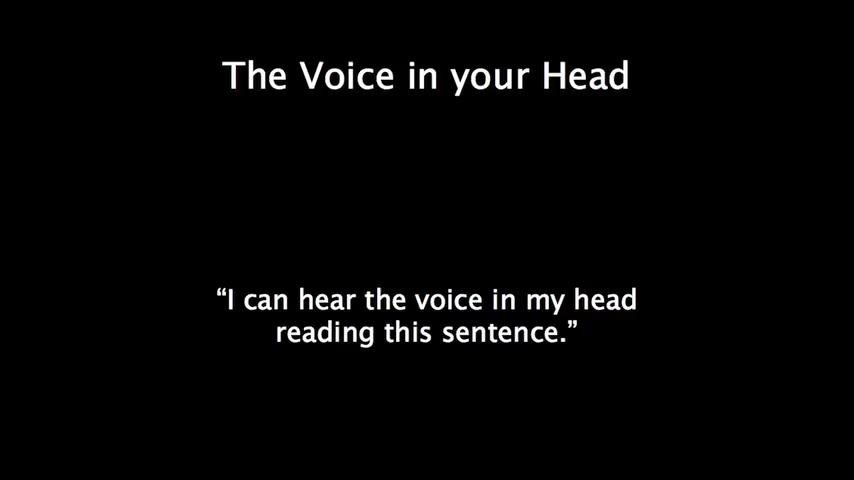 The Voice in your Head
“I can hear the voice in my head
reading this sentence.”